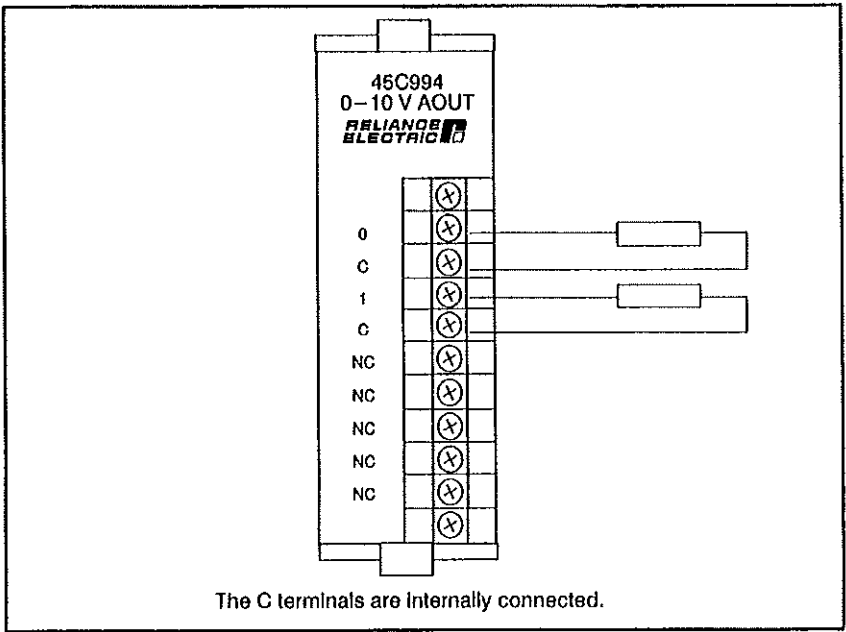 45C994
0–10 V AOUT
RELIANCE
ELECTRIC
0
C
1
C
NC
NC
NC
NC
NC
The C terminals are internally connected.